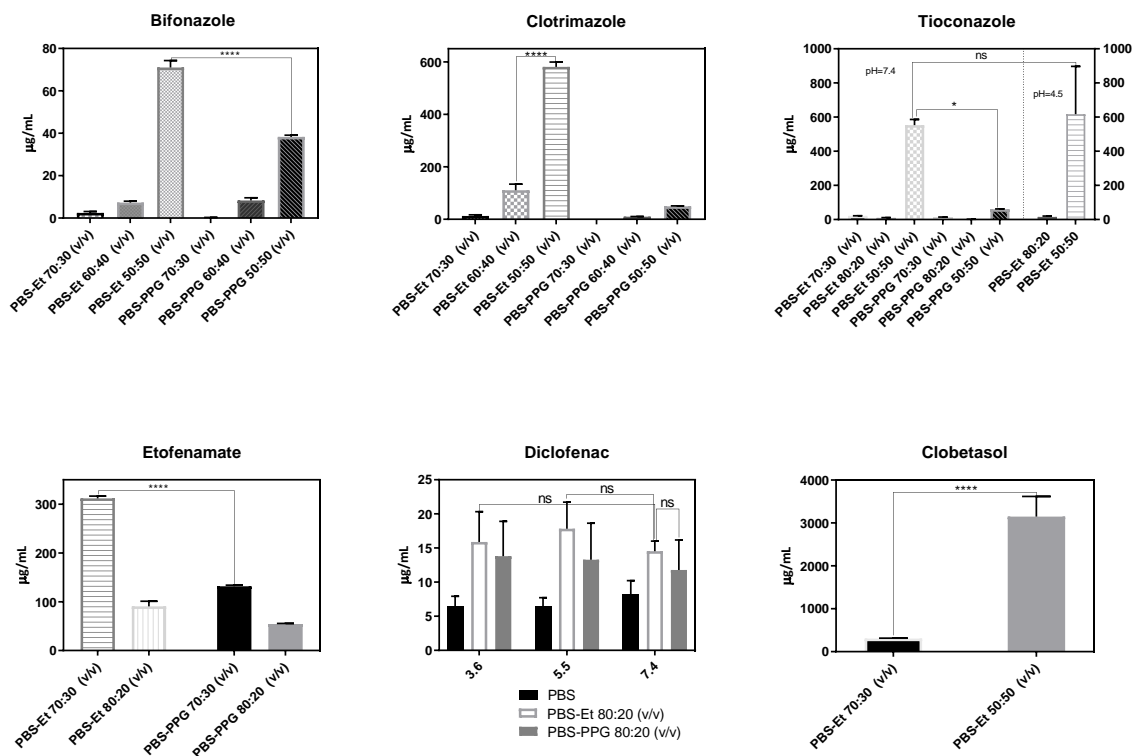 Bifonazole
80
60
40
20
0
µg/mL
****
PBS-Et 70:30 (v/v)
PBS-Et 60:40 (v/v)
PBS-Et 50:50 (v/v)
PBS-PPG 70:30 (v/v)
PBS-PPG 60:40 (v/v)
PBS-PPG 50:50 (v/v)
Clotrimazole
600
400
200
0
µg/mL
****
PBS-Et 70:30 (v/v)
PBS-Et 60:40 (v/v)
PBS-Et 50:50 (v/v)
PBS-PPG 70:30 (v/v)
PBS-PPG 60:40 (v/v)
PBS-PPG 50:50 (v/v)
Tioconazole
1000
800
600
400
200
0
µg/mL
pH=7.4
ns
*
pH=4.5
1000
800
600
400
200
0
PBS-Et 70:30 (v/v)
PBS-Et 80:20 (v/v)
PBS-Et 50:50 (v/v)
PBS-PPG 70:30 (v/v)
PBS-PPG 80:20 (v/v)
PBS-PPG 50:50 (v/v)
PBS-Et 80:20
PBS-Et 50:50
Etofenamate
300
200
100
0
µg/mL
****
PBS-Et 70:30 (v/v)
PBS-Et 80:20 (v/v)
PBS-PPG 70:30 (v/v)
PBS-PPG 80:20 (v/v)
Diclofenac
25
20
15
10
5
0
µg/mL
ns
ns
ns
3.6
5.5
7.4
PBS
PBS-Et 80:20 (v/v)
PBS-PPG 80:20 (v/v)
Clobetasol
4000
3000
2000
1000
0
µg/mL
****
PBS-Et 70:30 (v/v)
PBS-Et 50:50 (v/v)